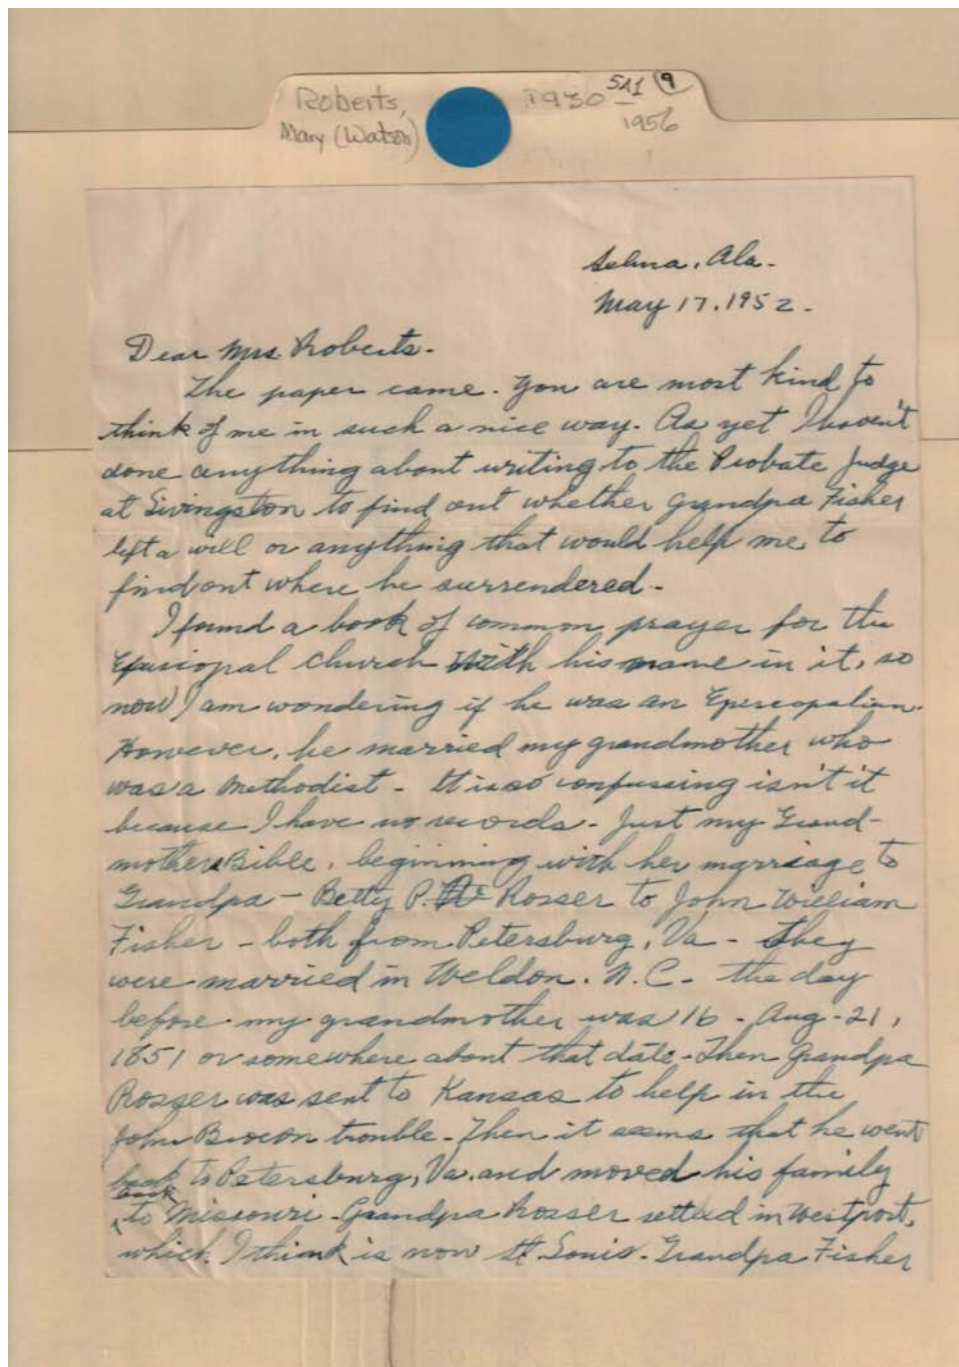 Roberts,
Mary (Watson)
1930 –
1956
5A1 9
Selma, Ala.
May 17, 1952.
Dear Mrs. Roberts.
The paper came. You are most kind to
think of me in such a nice way. As yet I haven't
done anything about writing to the Probate Judge
at Livingston to find out whether Grandpa Fisher
left a will or anything that would help me to
find out where he surrendered.
I found a book of common prayer for the
Episcopal church with his name in it, so
now I am wondering if he was an Episcopalian.
However, he married my grandmother who
was a Methodist - It is so confusing isn't it
because I have no records - Just my Grand-
mothers Bible, beginning with her marriage to
Grandpa - Betty P. Rosser to John William
Fisher - both from Petersburg, Va - They
were married in Weldon, N.C. - the day
before my grandmother was 16 - Aug - 21,
1851 or somewhere about that date - Then Grandpa
Rosser was sent to Kansas to help in the
John Brown trouble - Then it seems that he went
back to Petersburg, Va. and moved his family
back to Missouri - Grandpa Rosser settled in Westport,
which I think is now St Louis - Grandpa Fisher